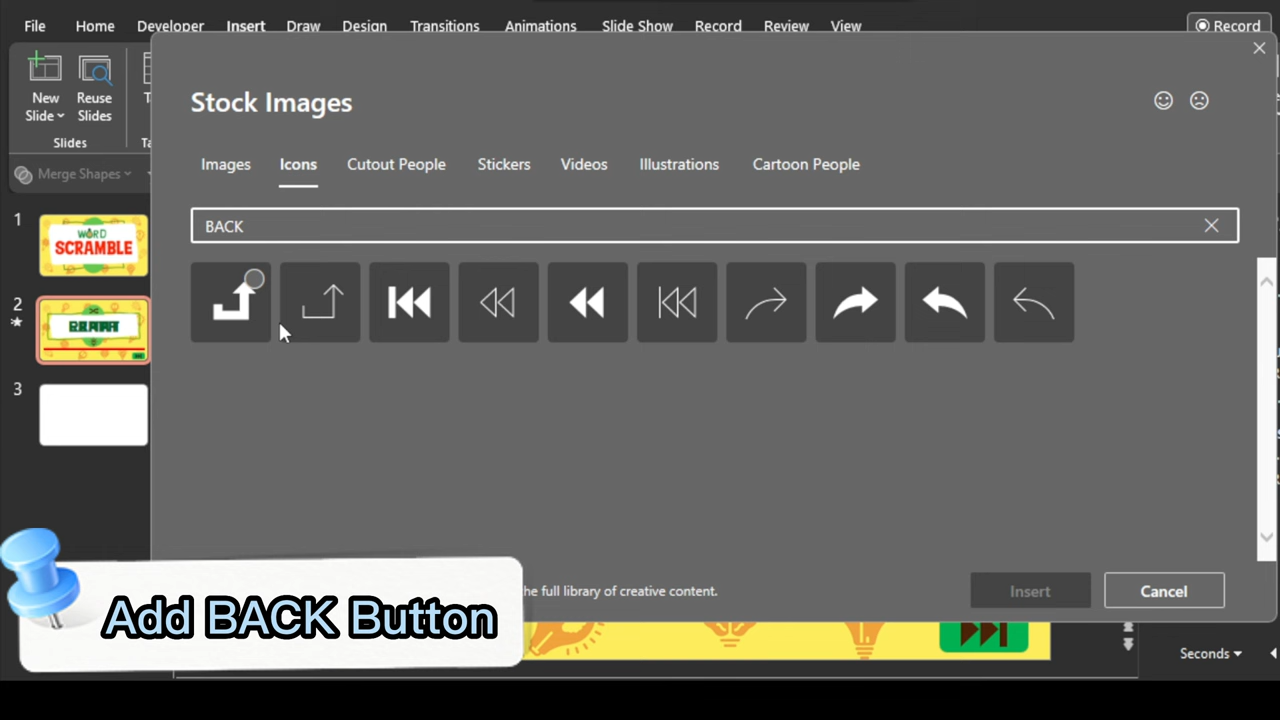 File Home Developer Insert Draw Design Transitions Animations Slide Show Record Review View Record
Stock Images
New Slide
Reuse Slides
Slides
Images Icons Cutout People Stickers Videos Illustrations Cartoon People
Merge Shapes
BACK
1
WORD
SCRAMBLE
2
3
he full library of creative content.
Insert
Cancel
Add BACK Button
Seconds